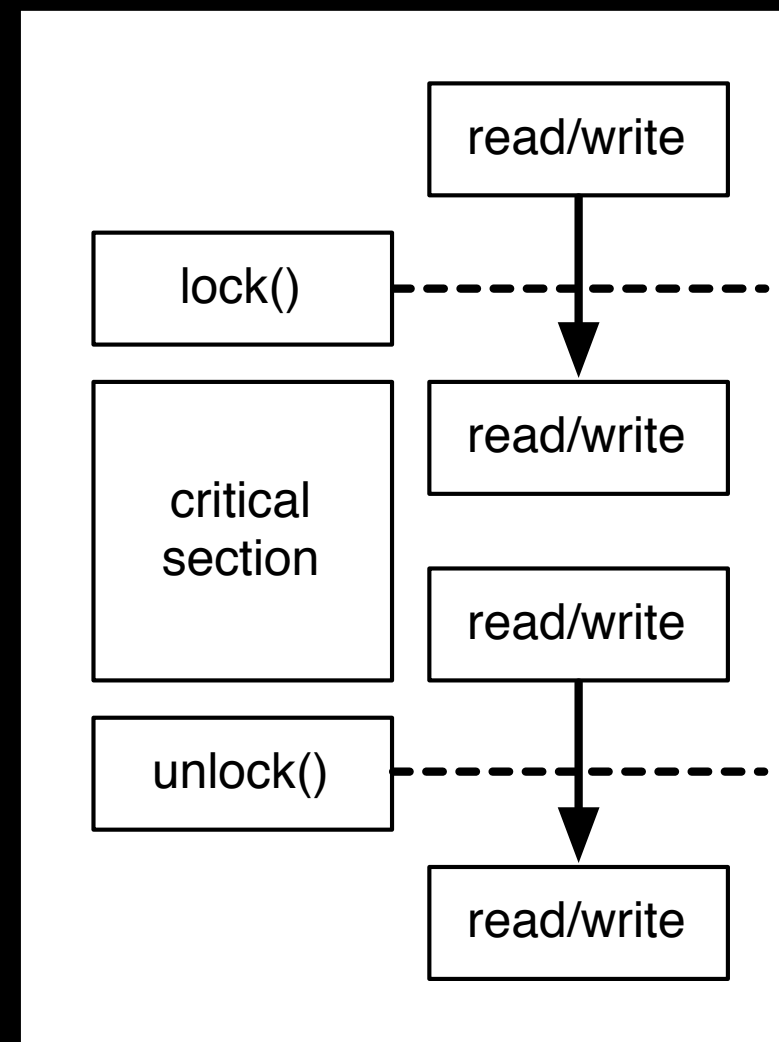 read/write
lock()
read/write
critical
section
read/write
unlock()
read/write